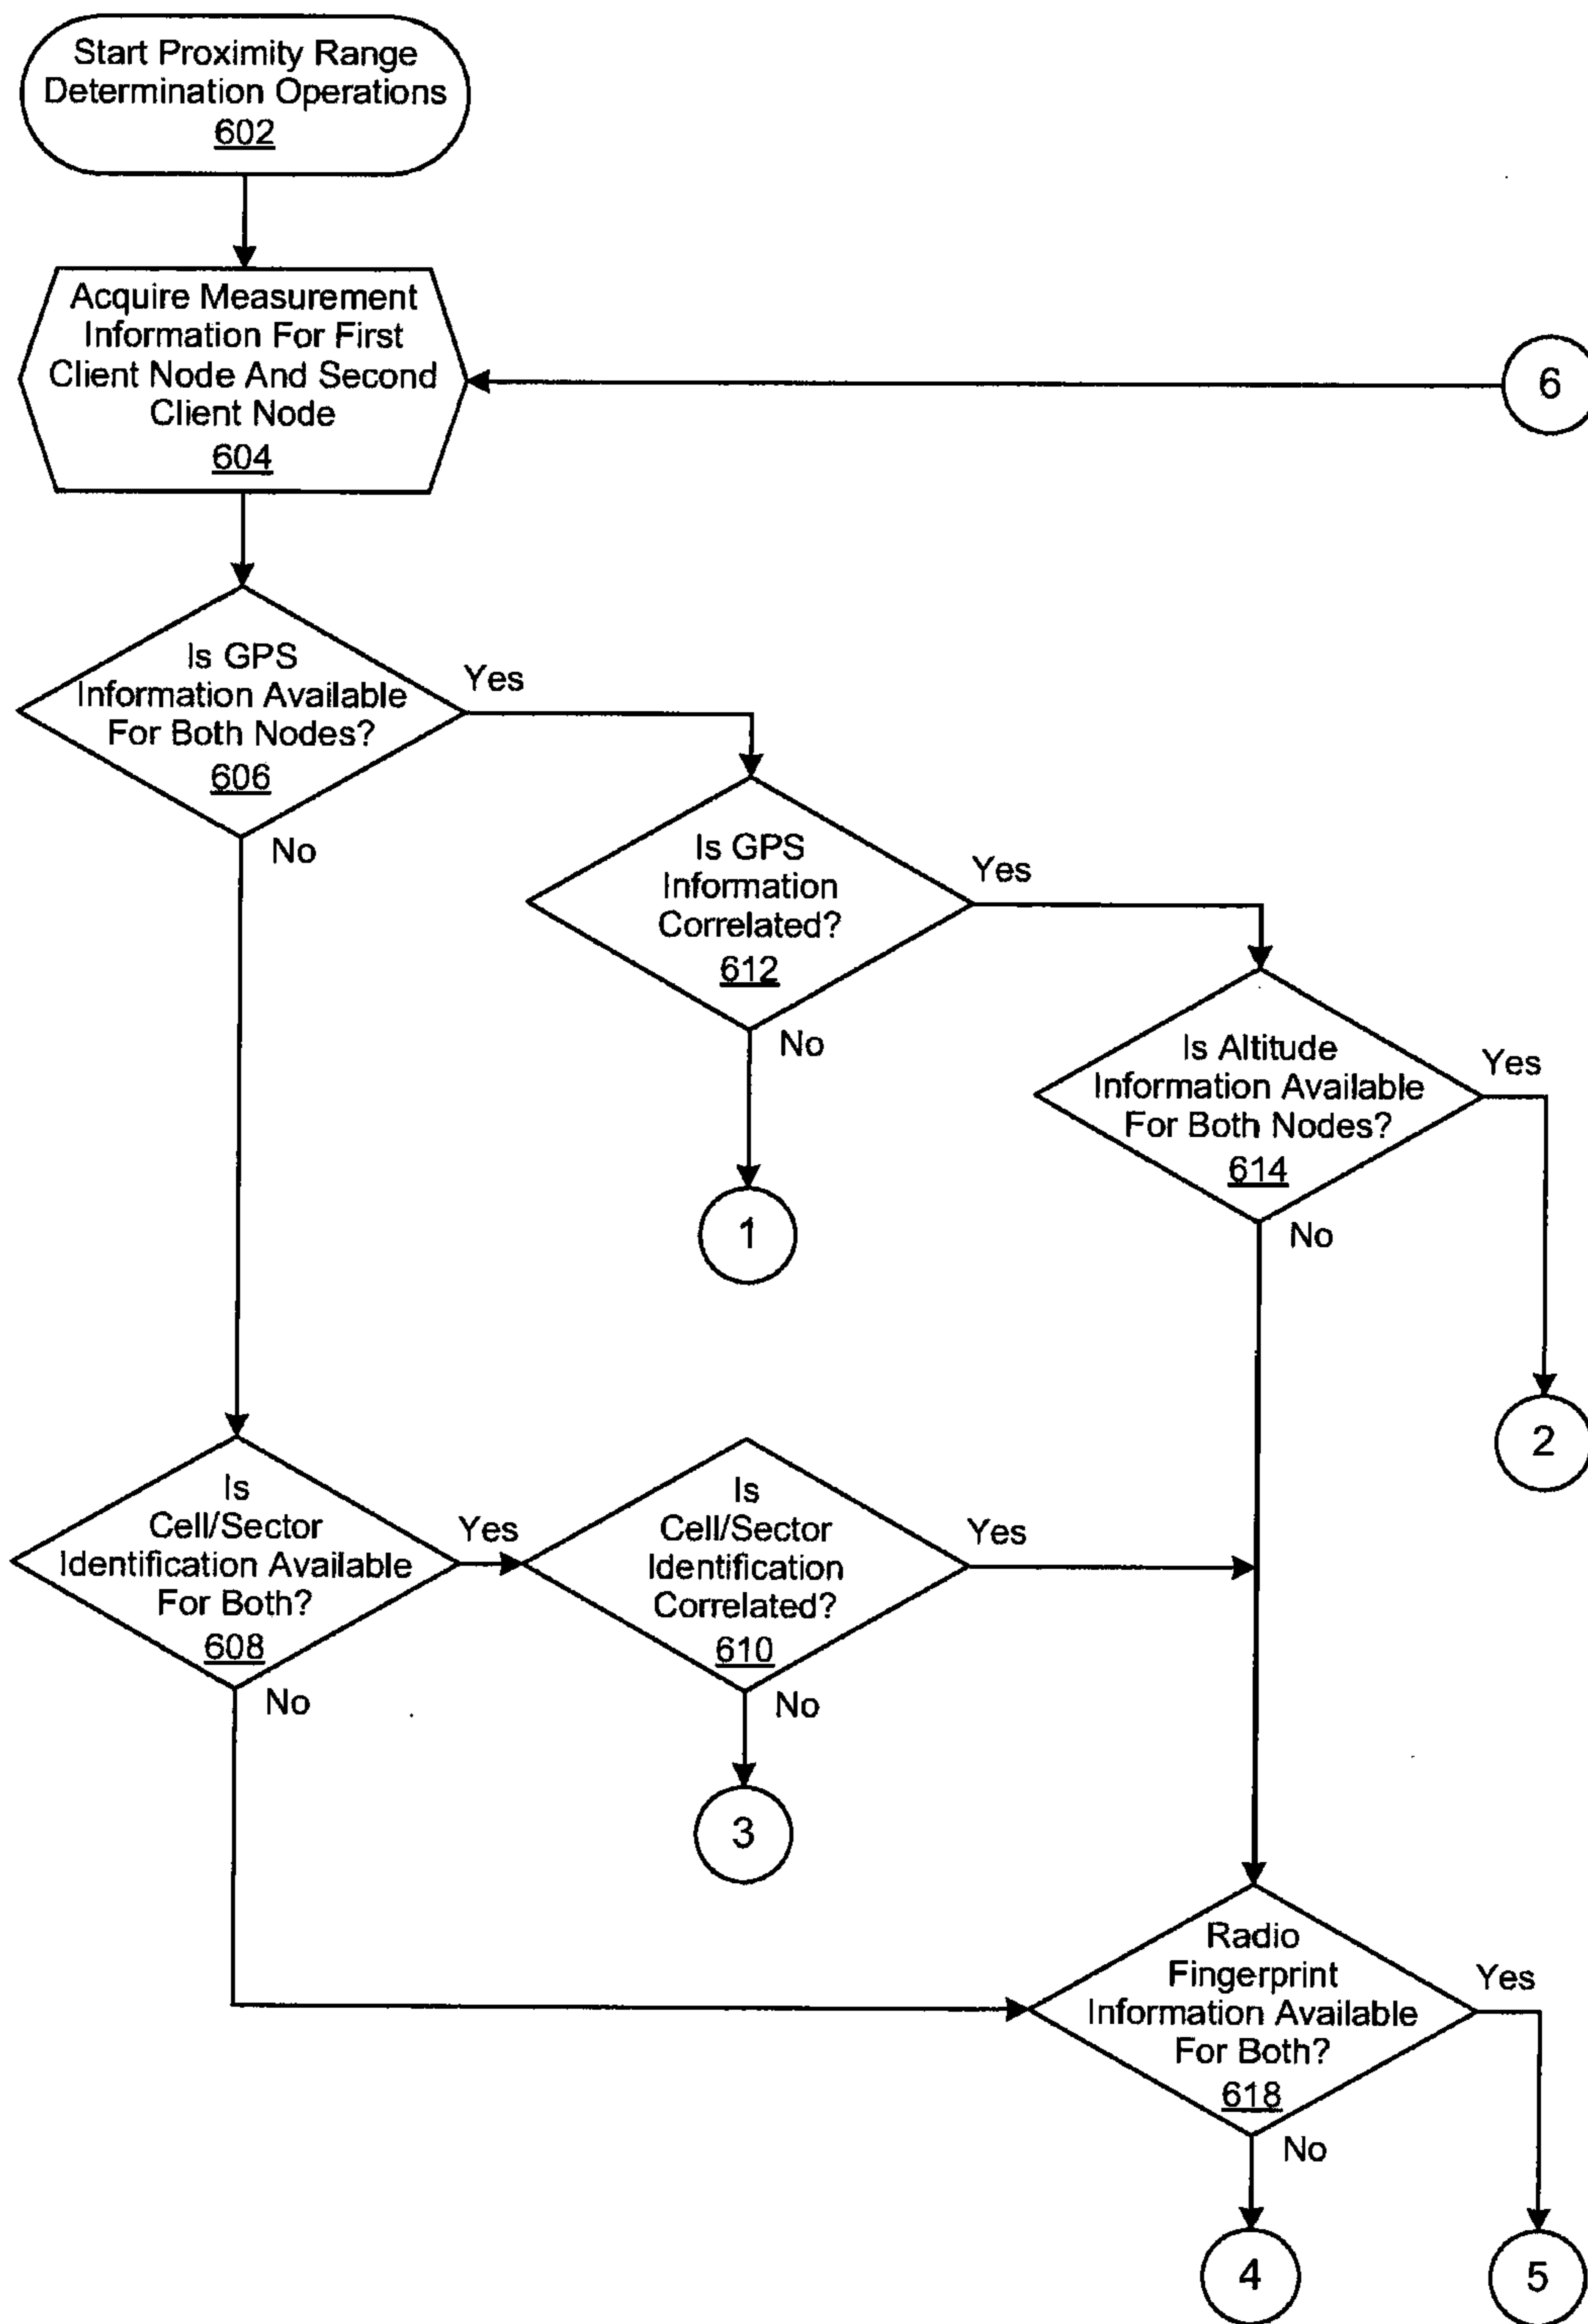 Start Proximity Range
Determination Operations
602
Acquire Measurement
Information For First
Client Node And Second
Client Node
604
6
Is GPS
Information Available
For Both Nodes?
606
Yes
No
Is GPS
Information
Correlated?
612
Yes
No
1
Is Altitude
Information Available
For Both Nodes?
614
Yes
No
2
Is
Cell/Sector
Identification Available
For Both?
608
Yes
No
Is
Cell/Sector
Identification
Correlated?
610
Yes
No
3
Radio
Fingerprint
Information Available
For Both?
618
Yes
No
4
5